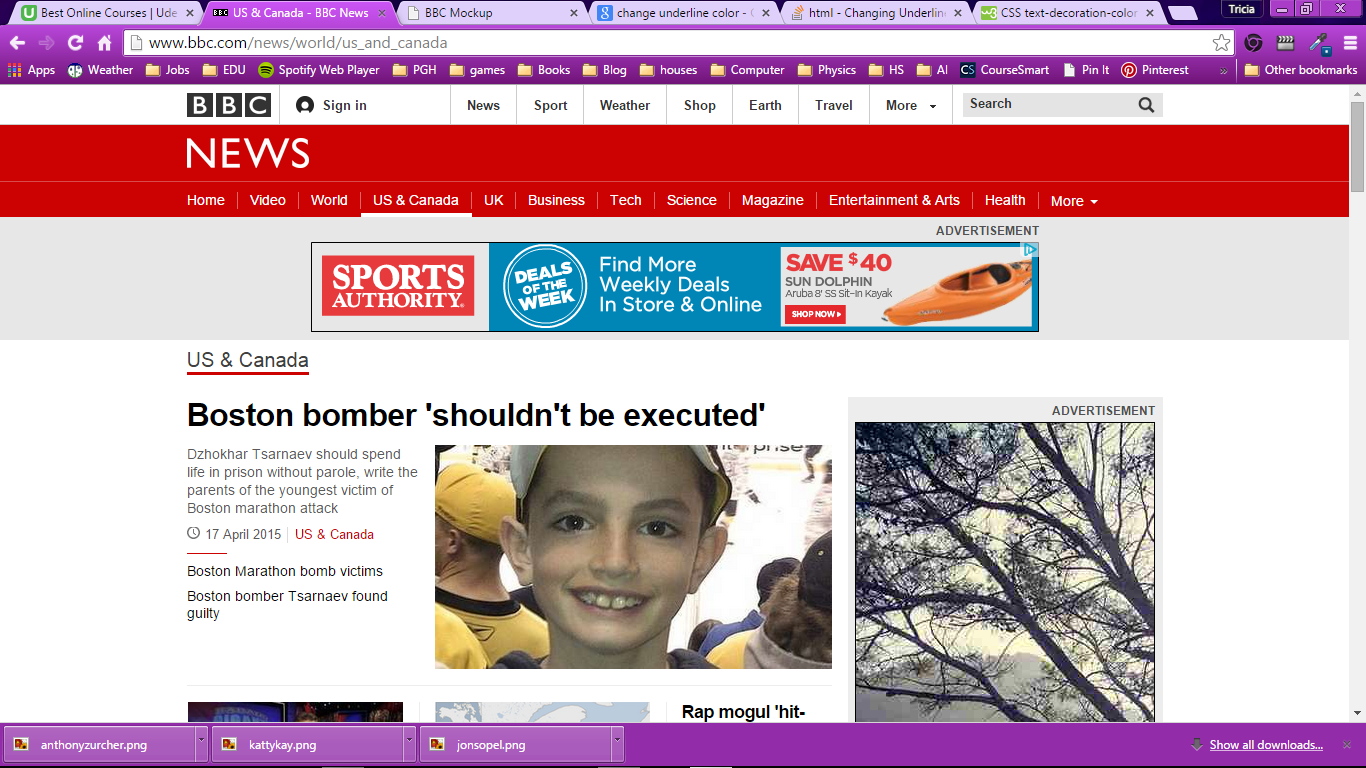 Best Online Courses | Ude
US & Canada - BBC News
BBC Mockup
change underline color - G
html - Changing Underlin
CSS text-decoration-color
Tricia
www.bbc.com/news/world/us_and_canada
Apps Weather Jobs EDU Spotify Web Player PGH games Books Blog houses Computer Physics HS AI CS CourseSmart Pin It Pinterest » Other bookmarks
BBC Sign in News Sport Weather Shop Earth Travel More Search
NEWS
Home Video World US & Canada UK Business Tech Science Magazine Entertainment & Arts Health More
ADVERTISEMENT
SPORTS
AUTHORITY
DEALS
OF THE
WEEK
Find More
Weekly Deals
In Store & Online
SAVE $40
SUN DOLPHIN
Aruba 8' SS Sit-In Kayak
SHOP NOW
US & Canada
Boston bomber 'shouldn't be executed'
Dzhokhar Tsarnaev should spend
life in prison without parole, write the
parents of the youngest victim of
Boston marathon attack
17 April 2015 US & Canada
Boston Marathon bomb victims
Boston bomber Tsarnaev found
guilty
ADVERTISEMENT
Rap mogul 'hit-
anthonyzurcher.png
kattykay.png
jonsopel.png
Show all downloads...